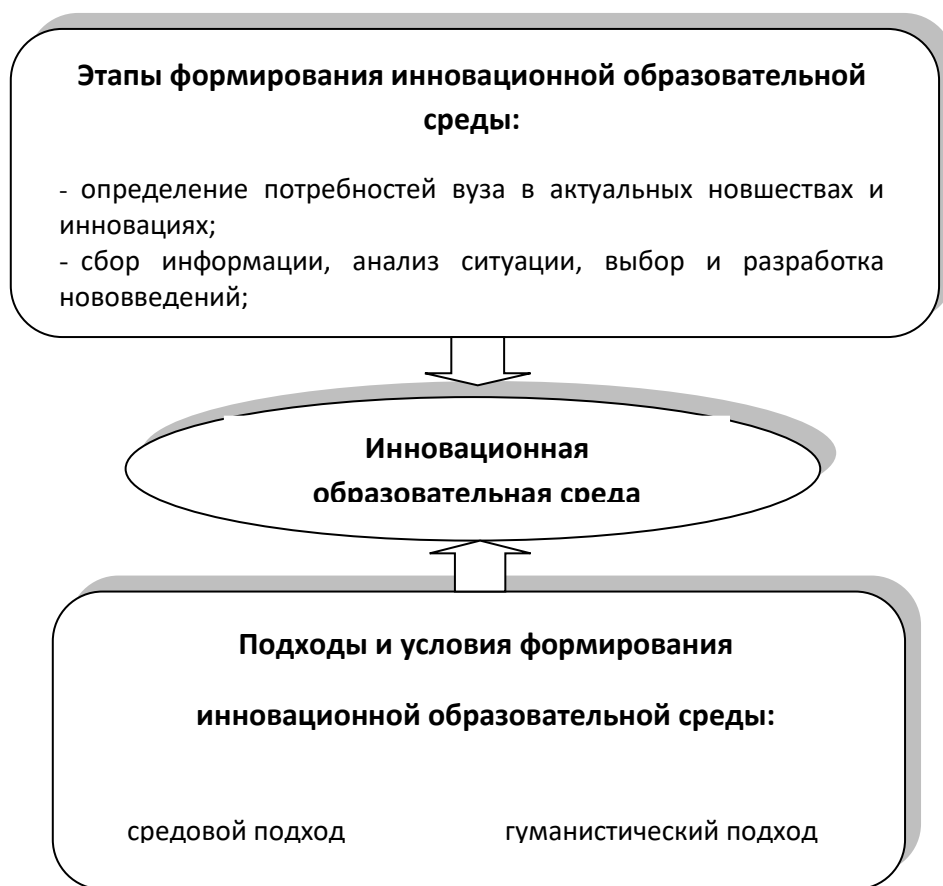 Этапы формирования инновационной образовательной
среды:
- определение потребностей вуза в актуальных новшествах и
инновациях;
- сбор информации, анализ ситуации, выбор и разработка
нововведений;
Инновационная
образовательная среда
Подходы и условия формирования
инновационной образовательной среды:
средовой подход гуманистический подход